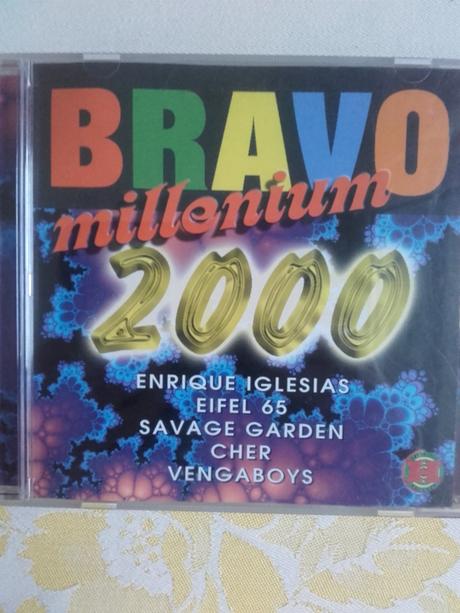 BRAVO
millenium
2000
ENRIQUE IGLESIAS
EIFEL 65
SAVAGE GARDEN
CHER
VENGABOYS